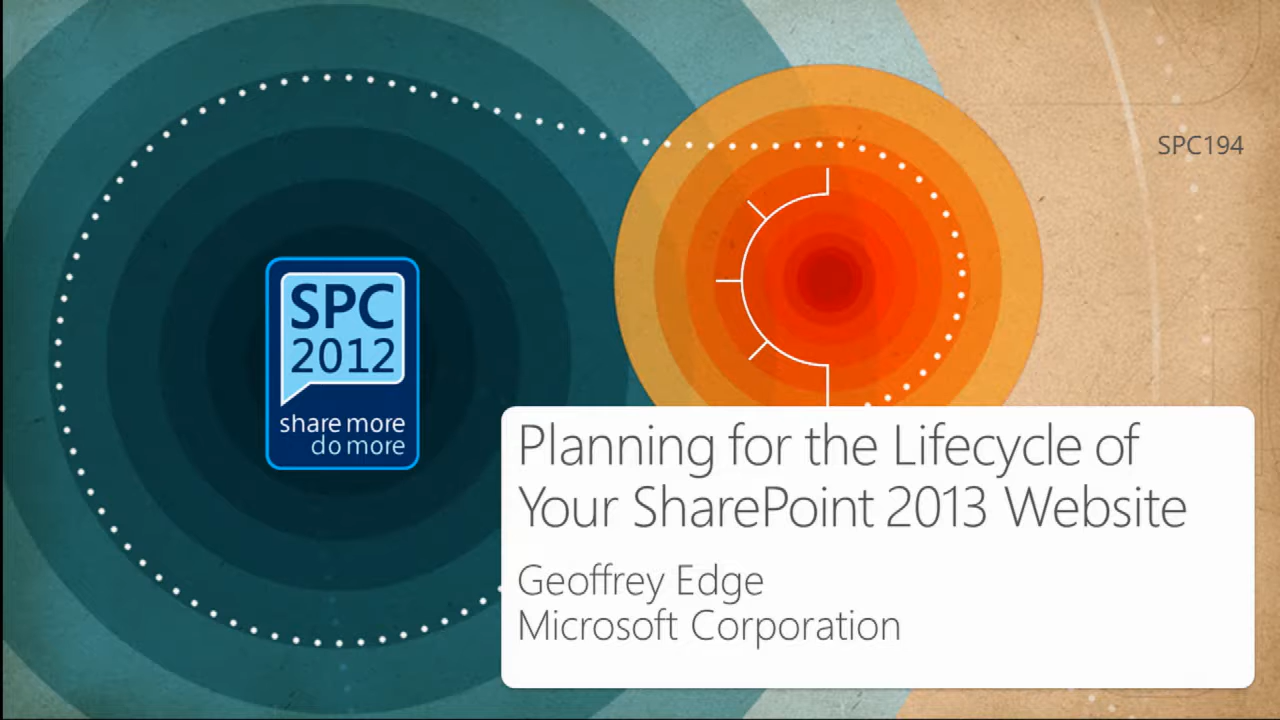 SPC194
SPC
2012
share more
do more
Planning for the Lifecycle of
Your SharePoint 2013 Website
Geoffrey Edge
Microsoft Corporation